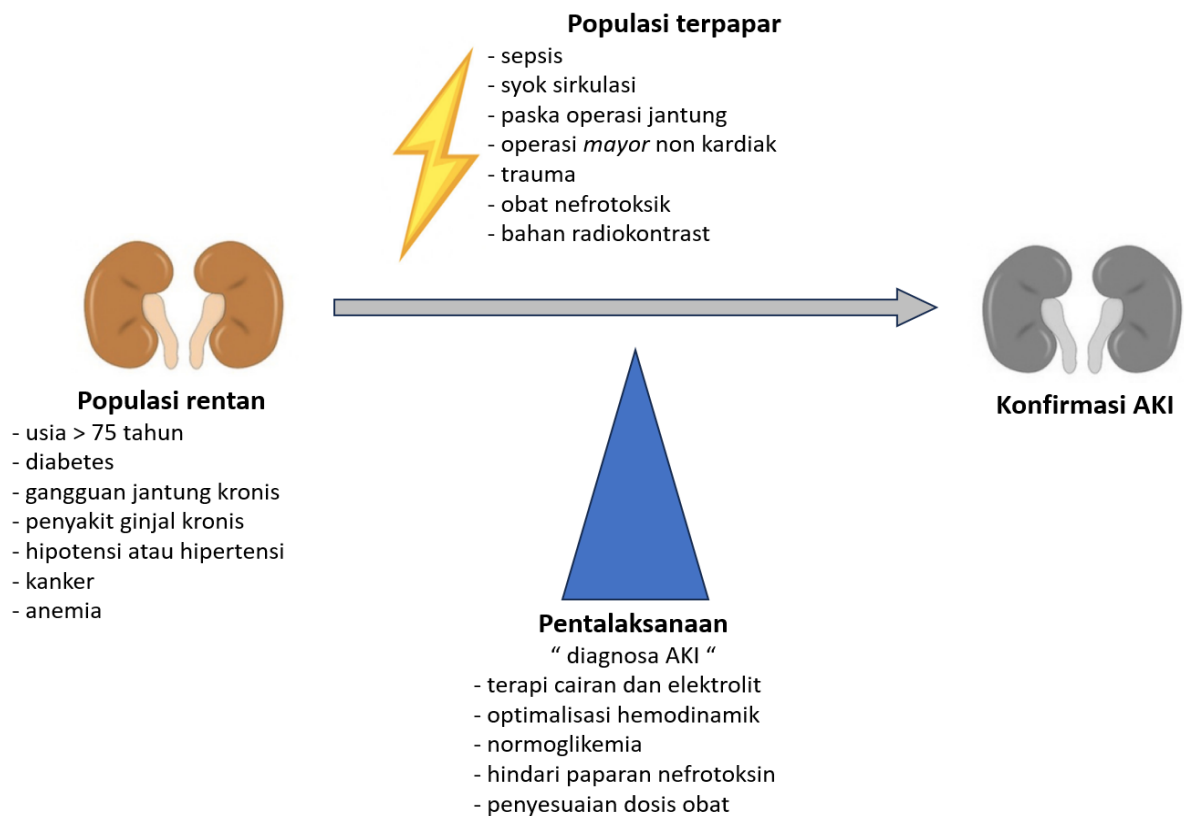 Populasi terpapar
- sepsis
- syok sirkulasi
- paska operasi jantung
- operasi mayor non kardiak
- trauma
- obat nefrotoksik
- bahan radiokontrast
Populasi rentan
- usia > 75 tahun
- diabetes
- gangguan jantung kronis
- penyakit ginjal kronis
- hipotensi atau hipertensi
- kanker
- anemia
Konfirmasi AKI
Pentalaksanaan
“ diagnosa AKI “
- terapi cairan dan elektrolit
- optimalisasi hemodinamik
- normoglikemia
- hindari paparan nefrotoksin
- penyesuaian dosis obat